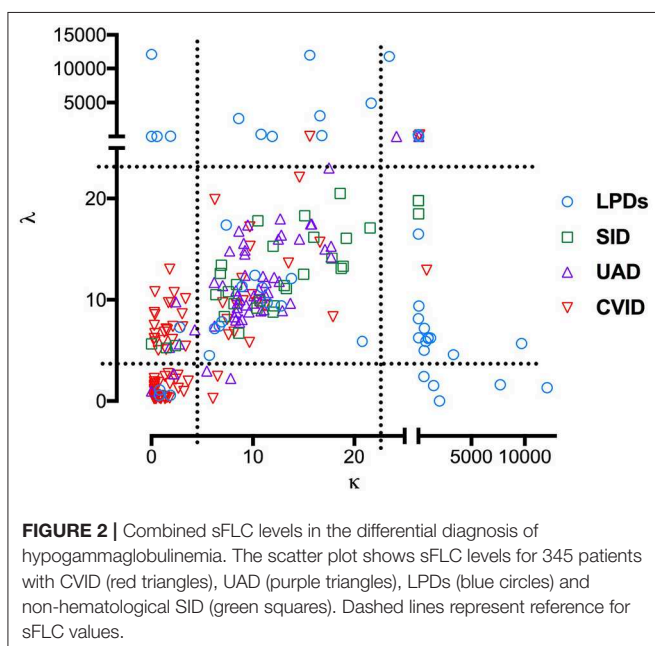 15000
10000
5000
20
10
0
λ
0
10
20
5000
10000
κ
LPDs
SID
UAD
CVID
FIGURE 2 | Combined sFLC levels in the differential diagnosis of
hypogammaglobulinemia. The scatter plot shows sFLC levels for 345 patients
with CVID (red triangles), UAD (purple triangles), LPDs (blue circles) and
non-hematological SID (green squares). Dashed lines represent reference for
sFLC values.